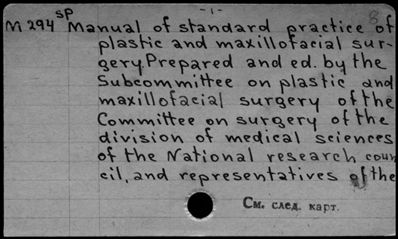 -1-
8
sp
M 294 Manual of standard practice of
plastic and maxillofacial sur-
gery. Prepared and ed. by the
Subcommittee on plastic and
maxillofacial surgery of the
Committee on surgery of the
division of medical sciences
of the National research coun
cil, and representatives of the
См. след. карт.